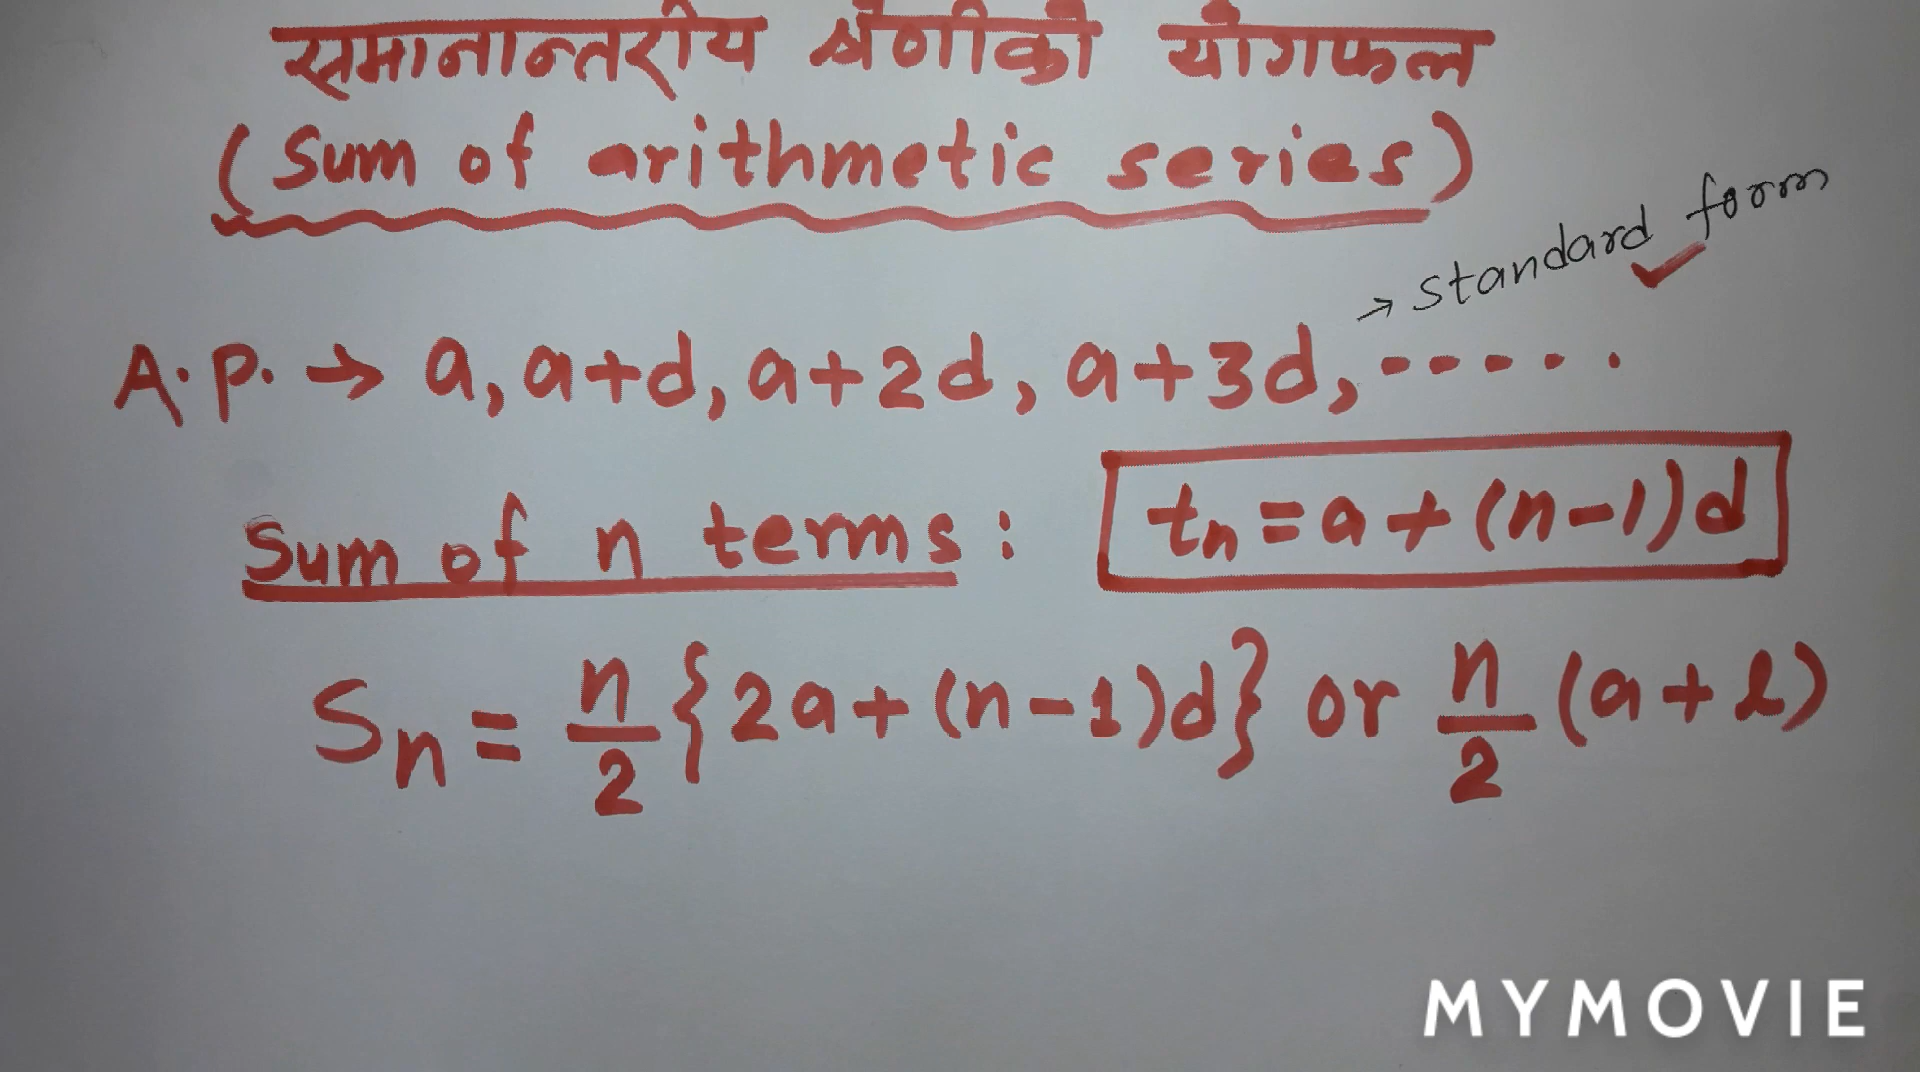 समानान्तरीय श्रेणीको योगफल
(Sum of arithmetic series)
→ standard form
A.P. → a, a+d, a+2d, a+3d, .....
Sum of n terms : tn = a+(n-1)d
Sn = n/2 {2a+(n-1)d} or n/2 (a+l)
MYMOVIE